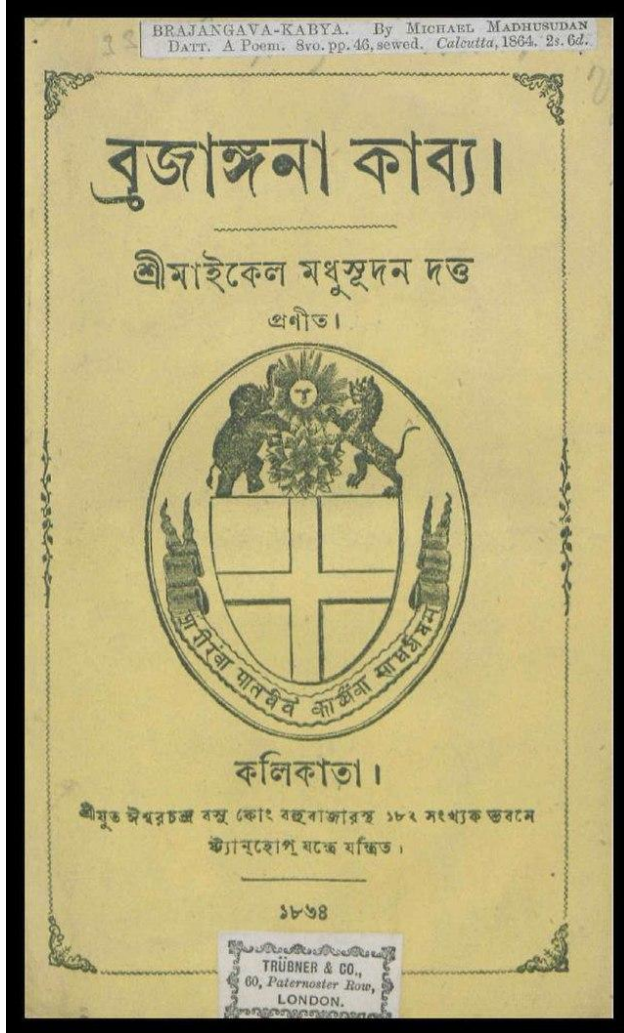 BRAJANGAVA-KABYA. By MICHAEL MADHUSUDAN
DATT. A Poem. 8vo. pp. 46, sewed. Calcutta, 1864. 2s. 6d.
ব্রজাঙ্গনা কাব্য।
শ্রীমাইকেল মধুসূদন দত্ত
প্রণীত।
কলিকাতা।
শ্রীযুত ঈশ্বরচন্দ্র বসু কোং বহুবাজারস্থ ১৮২ সংখ্যক ভবনে
ষ্ট্যান্‌হোপ্ যন্ত্রে যন্ত্রিত।
১৮৬৪
TRÜBNER & CO.,
60, Paternoster Row,
LONDON.